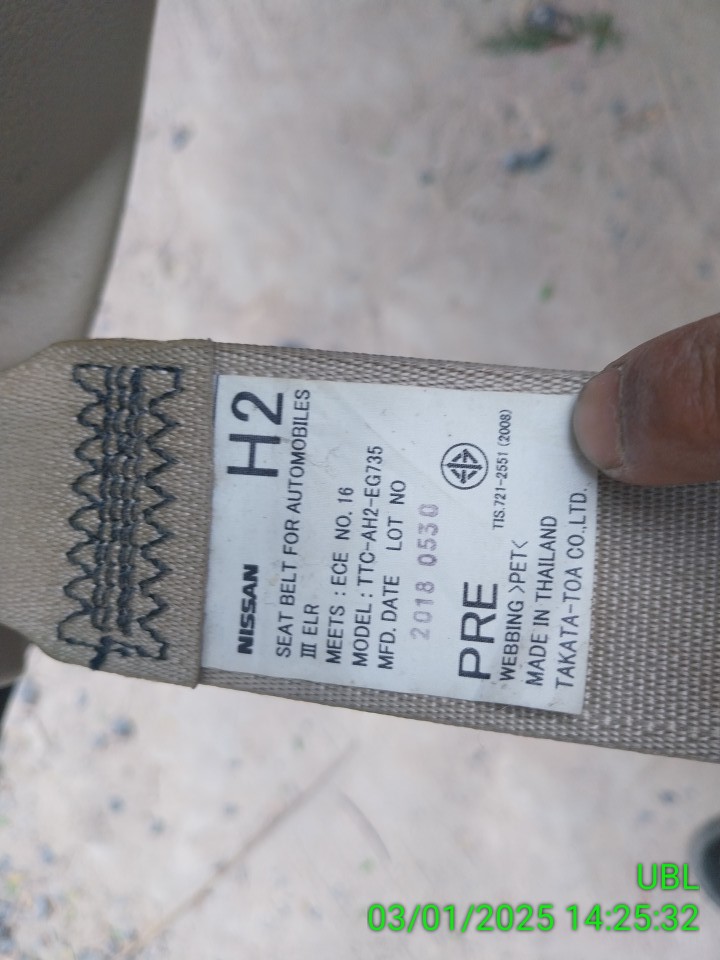 NISSAN H2
SEAT BELT FOR AUTOMOBILES
III ELR
MEETS : ECE NO. 16
MODEL : TTC-AH2-EG735
MFD. DATE LOT NO
2018 0530
PRE
TIS.721-2551 (2008)
WEBBING >PET<
MADE IN THAILAND
TAKATA-TOA CO.,LTD.
UBL
03/01/2025 14:25:32